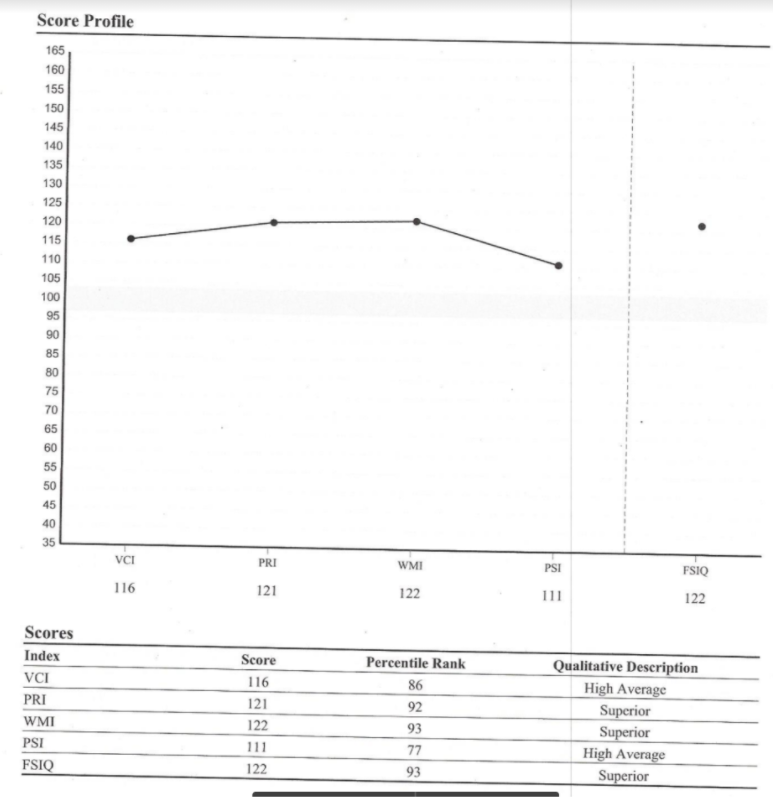 Score Profile
165
160
155
150
145
140
135
130
125
120
115
110
105
100
95
90
85
80
75
70
65
60
55
50
45
40
35
VCI PRI WMI PSI FSIQ
116 121 122 111 122
Scores
Index Score Percentile Rank Qualitative Description
VCI 116 86 High Average
PRI 121 92 Superior
WMI 122 93 Superior
PSI 111 77 High Average
FSIQ 122 93 Superior